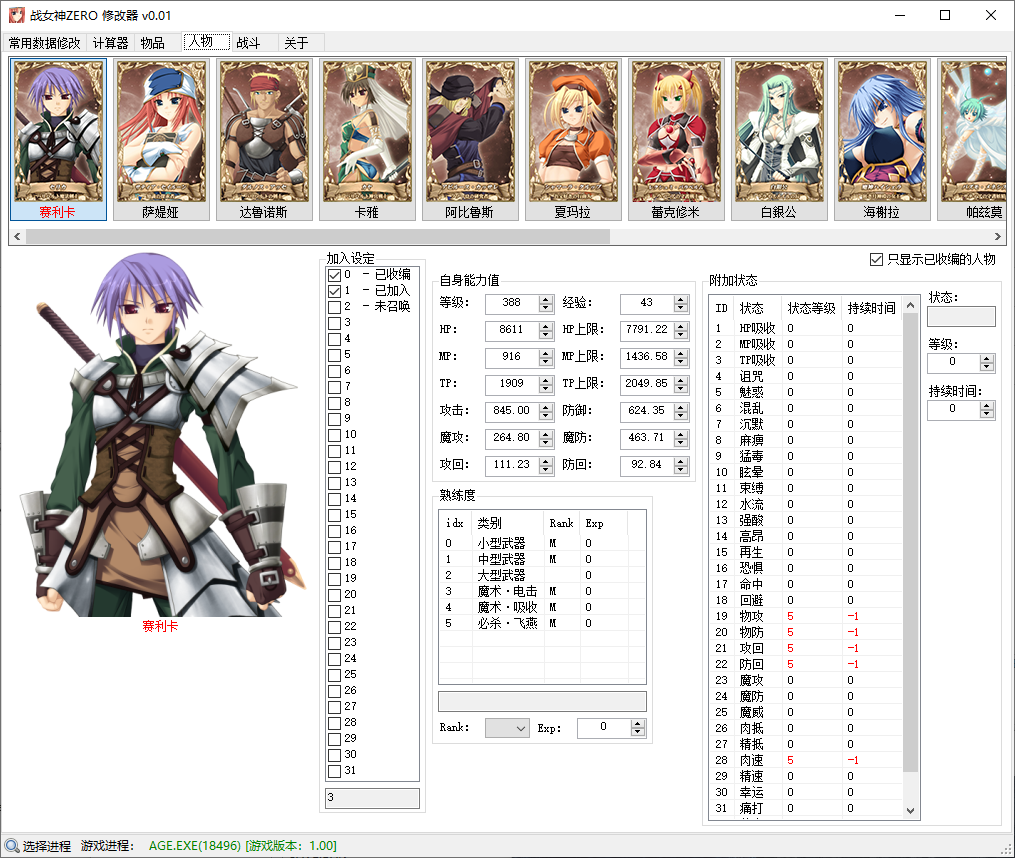 战女神ZERO 修改器 v0.01
常用数据修改 计算器 物品 人物 战斗 关于
赛利卡 萨媞娅 达鲁诺斯 卡雅 阿比鲁斯 夏玛拉 蕾克修米 白銀公 海榭拉 帕兹莫
只显示已收编的人物
赛利卡
加入设定
0 - 已收编
1 - 已加入
2 - 未召唤
3
4
5
6
7
8
9
10
11
12
13
14
15
16
17
18
19
20
21
22
23
24
25
26
27
28
29
30
31
3
自身能力值
等级: 388 经验: 43
HP: 8611 HP上限: 7791.22
MP: 916 MP上限: 1436.58
TP: 1909 TP上限: 2049.85
攻击: 845.00 防御: 624.35
魔攻: 264.80 魔防: 463.71
攻回: 111.23 防回: 92.84
熟练度
idx 类别 Rank Exp
0 小型武器 M 0
1 中型武器 M 0
2 大型武器 0
3 魔术·电击 M 0
4 魔术·吸收 M 0
5 必杀·飞燕 M 0
Rank: Exp: 0
附加状态
ID 状态 状态等级 持续时间
1 HP吸收 0 0
2 MP吸收 0 0
3 TP吸收 0 0
4 诅咒 0 0
5 魅惑 0 0
6 混乱 0 0
7 沉默 0 0
8 麻痹 0 0
9 猛毒 0 0
10 眩晕 0 0
11 束缚 0 0
12 水流 0 0
13 强酸 0 0
14 高昂 0 0
15 再生 0 0
16 恐惧 0 0
17 命中 0 0
18 回避 0 0
19 物攻 5 -1
20 物防 5 -1
21 攻回 5 -1
22 防回 5 -1
23 魔攻 0 0
24 魔防 0 0
25 魔威 0 0
26 肉抵 0 0
27 精抵 0 0
28 肉速 5 -1
29 精速 0 0
30 幸运 0 0
31 痛打 0 0
状态:
等级:
0
持续时间:
0
选择进程 游戏进程: AGE.EXE(18496) [游戏版本: 1.00]